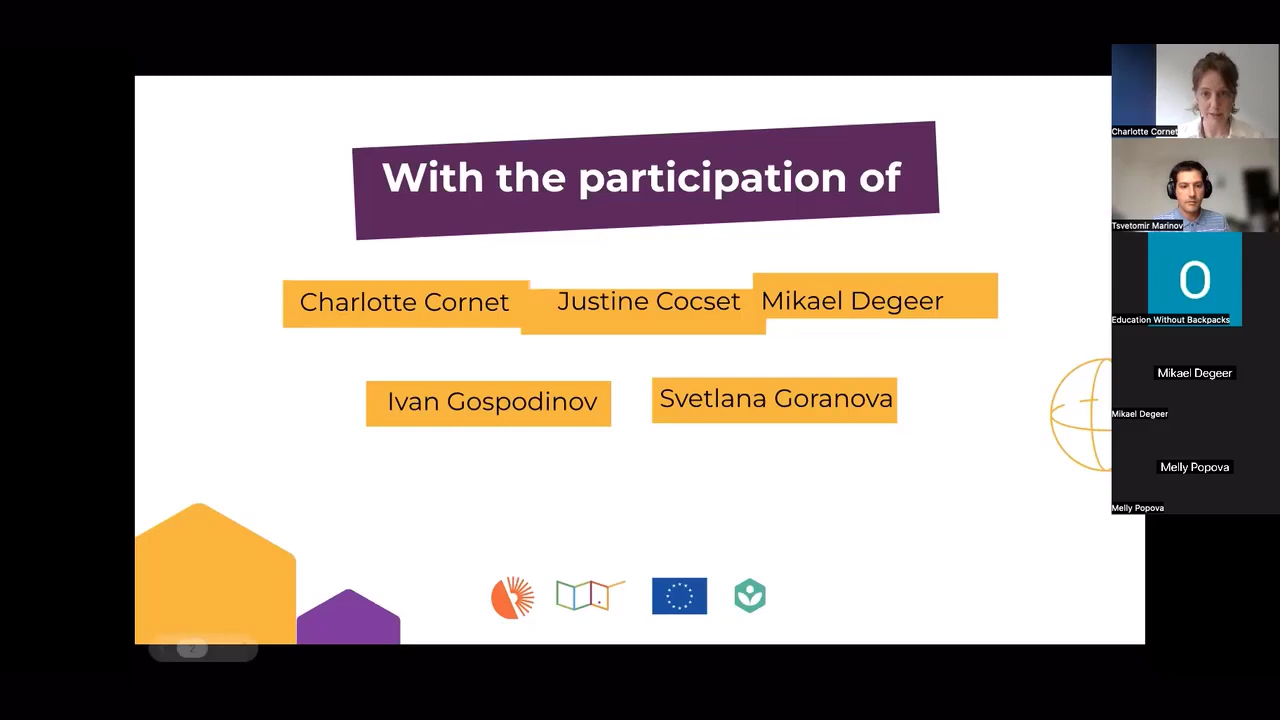 With the participation of
Charlotte Cornet
Justine Cocset
Mikael Degeer
Ivan Gospodinov
Svetlana Goranova
2
Charlotte Cornet
Tsvetomir Marinov
O
Education Without Backpacks
Mikael Degeer
Mikael Degeer
Melly Popova
Melly Popova